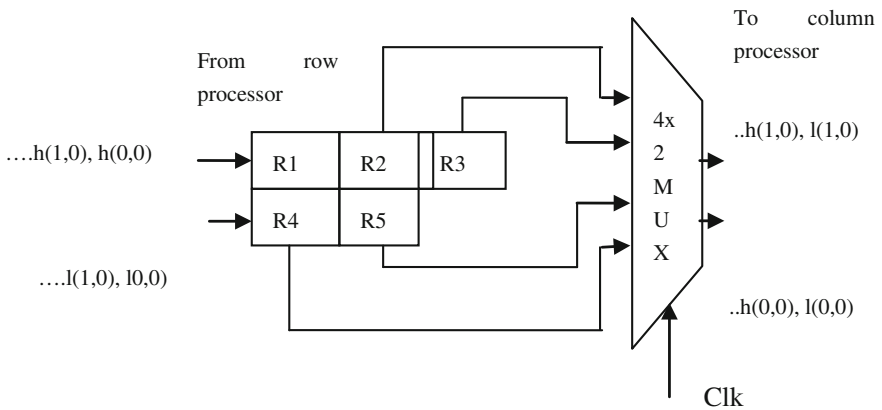 To column
processor
From row
processor
….h(1,0), h(0,0)
R1 R2 R3
R4 R5
….l(1,0), l0,0)
4x
2
M
U
X
..h(1,0), l(1,0)
..h(0,0), l(0,0)
Clk